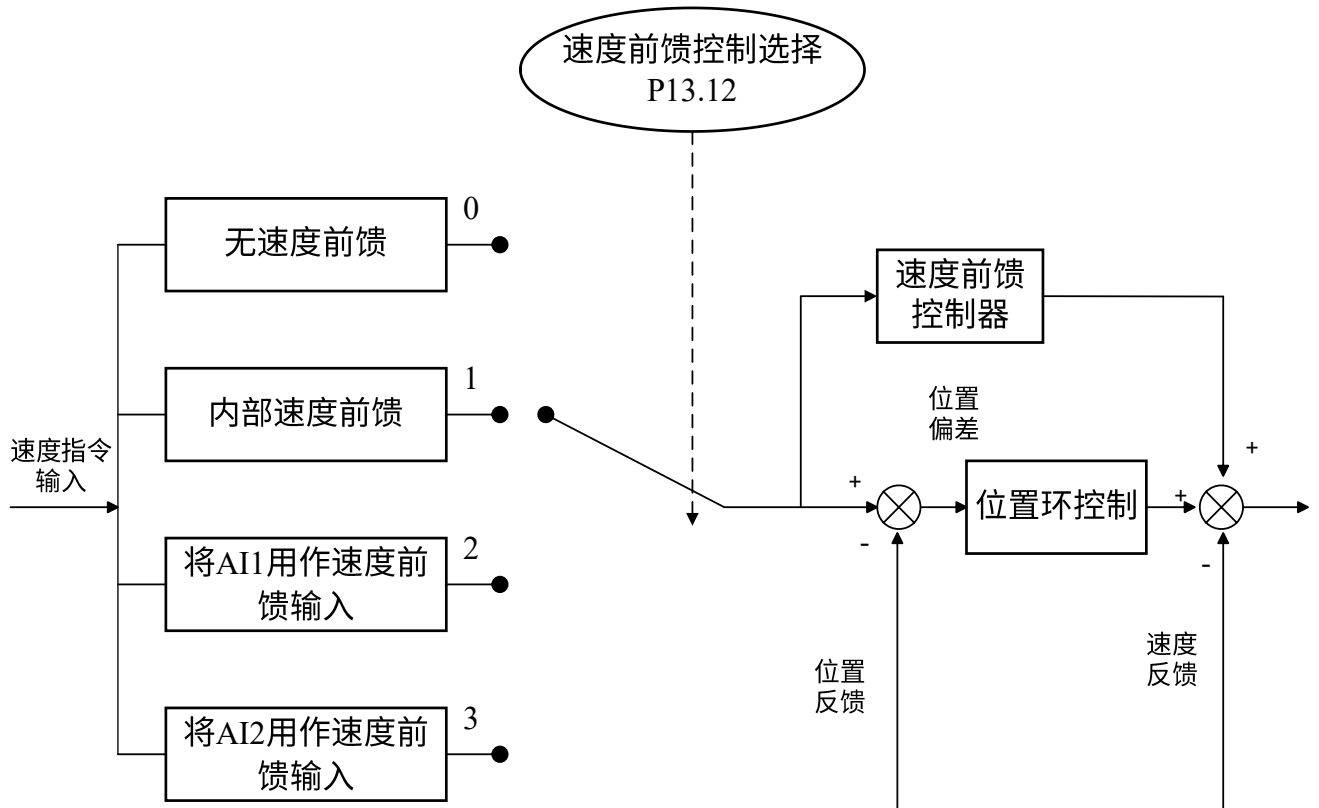 速度前馈控制选择
P13.12
无速度前馈
0
速度前馈
控制器
内部速度前馈
1
位置
偏差
速度指令
输入
+
+
位置环控制
+
将AI1用作速度前
馈输入
2
-
-
位置
反馈
速度
反馈
将AI2用作速度前
馈输入
3